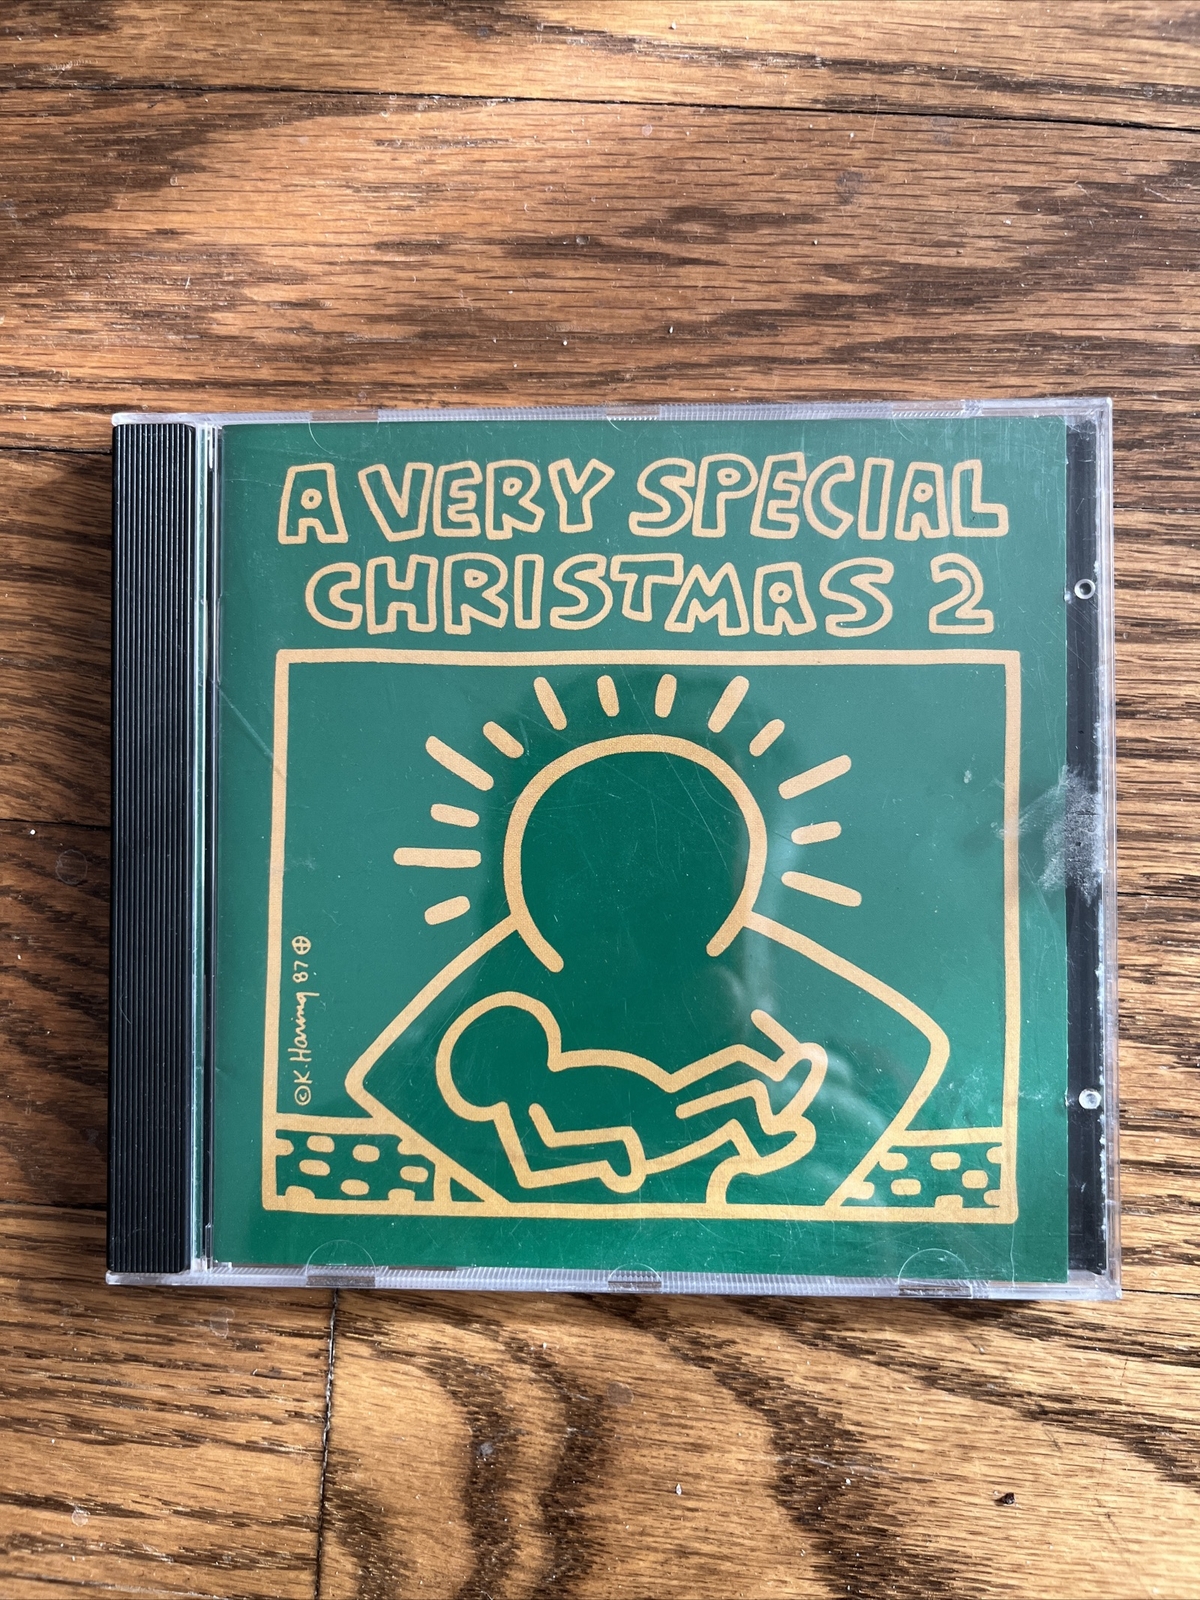 A VERY SPECIAL
CHRISTMAS 2
© K. Haring 87 ⊕